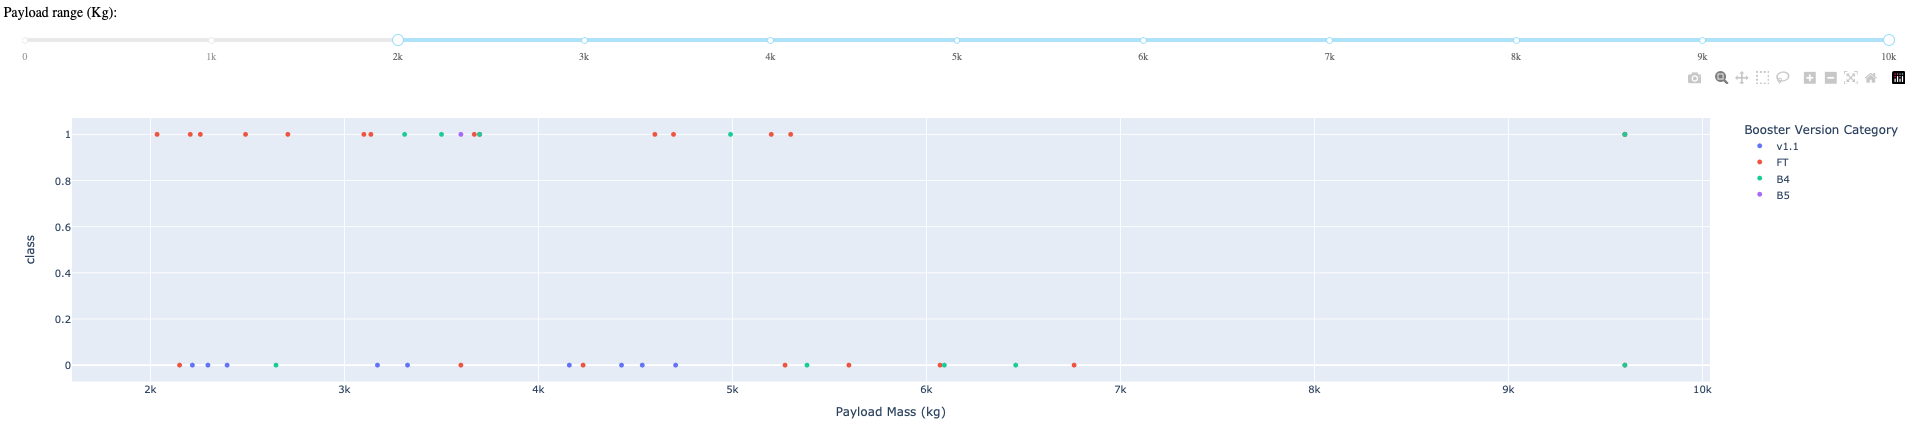 Payload range (Kg):
0 1k 2k 3k 4k 5k 6k 7k 8k 9k 10k
Booster Version Category
v1.1
FT
B4
B5
1
0.8
0.6
0.4
0.2
0
class
2k 3k 4k 5k 6k 7k 8k 9k 10k
Payload Mass (kg)